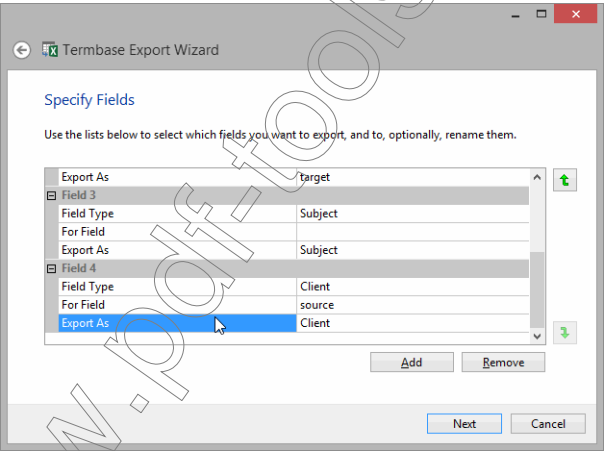 Termbase Export Wizard
Specify Fields
Use the lists below to select which fields you want to export, and to, optionally, rename them.
Export As target
Field 3
Field Type Subject
For Field
Export As Subject
Field 4
Field Type Client
For Field source
Export As Client
Add Remove
Next Cancel
w.pdf-tools